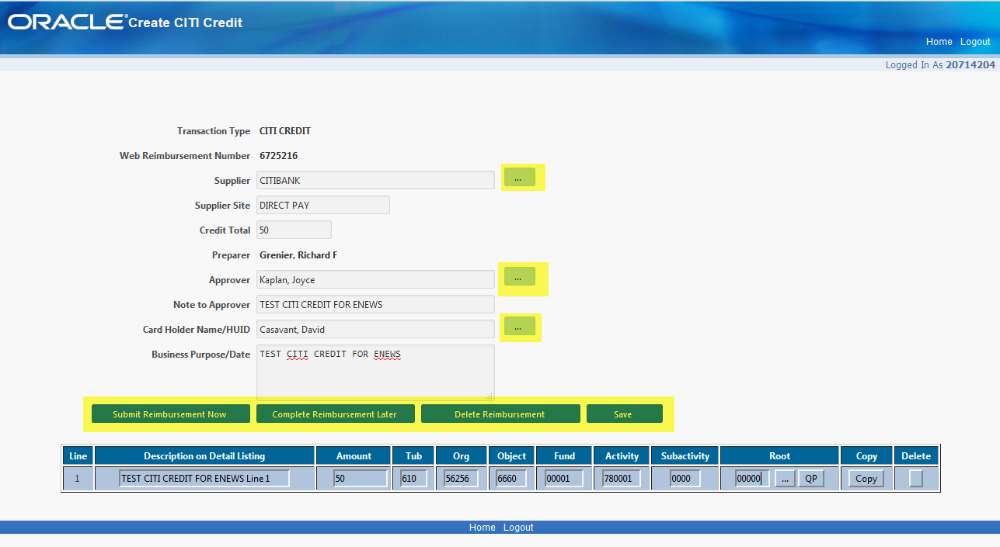 ORACLE® Create CITI Credit
Home Logout
Logged In As 20714204
Transaction Type CITI CREDIT
Web Reimbursement Number 6725216
Supplier CITIBANK ...
Supplier Site DIRECT PAY
Credit Total 50
Preparer Grenier, Richard F
Approver Kaplan, Joyce ...
Note to Approver TEST CITI CREDIT FOR ENEWS
Card Holder Name/HUID Casavant, David ...
Business Purpose/Date TEST CITI CREDIT FOR ENEWS
Submit Reimbursement Now Complete Reimbursement Later Delete Reimbursement Save
Line Description on Detail Listing Amount Tub Org Object Fund Activity Subactivity Root Copy Delete
1 TEST CITI CREDIT FOR ENEWS Line 1 50 610 56256 6660 00001 780001 0000 00000 ... QP Copy
Home Logout